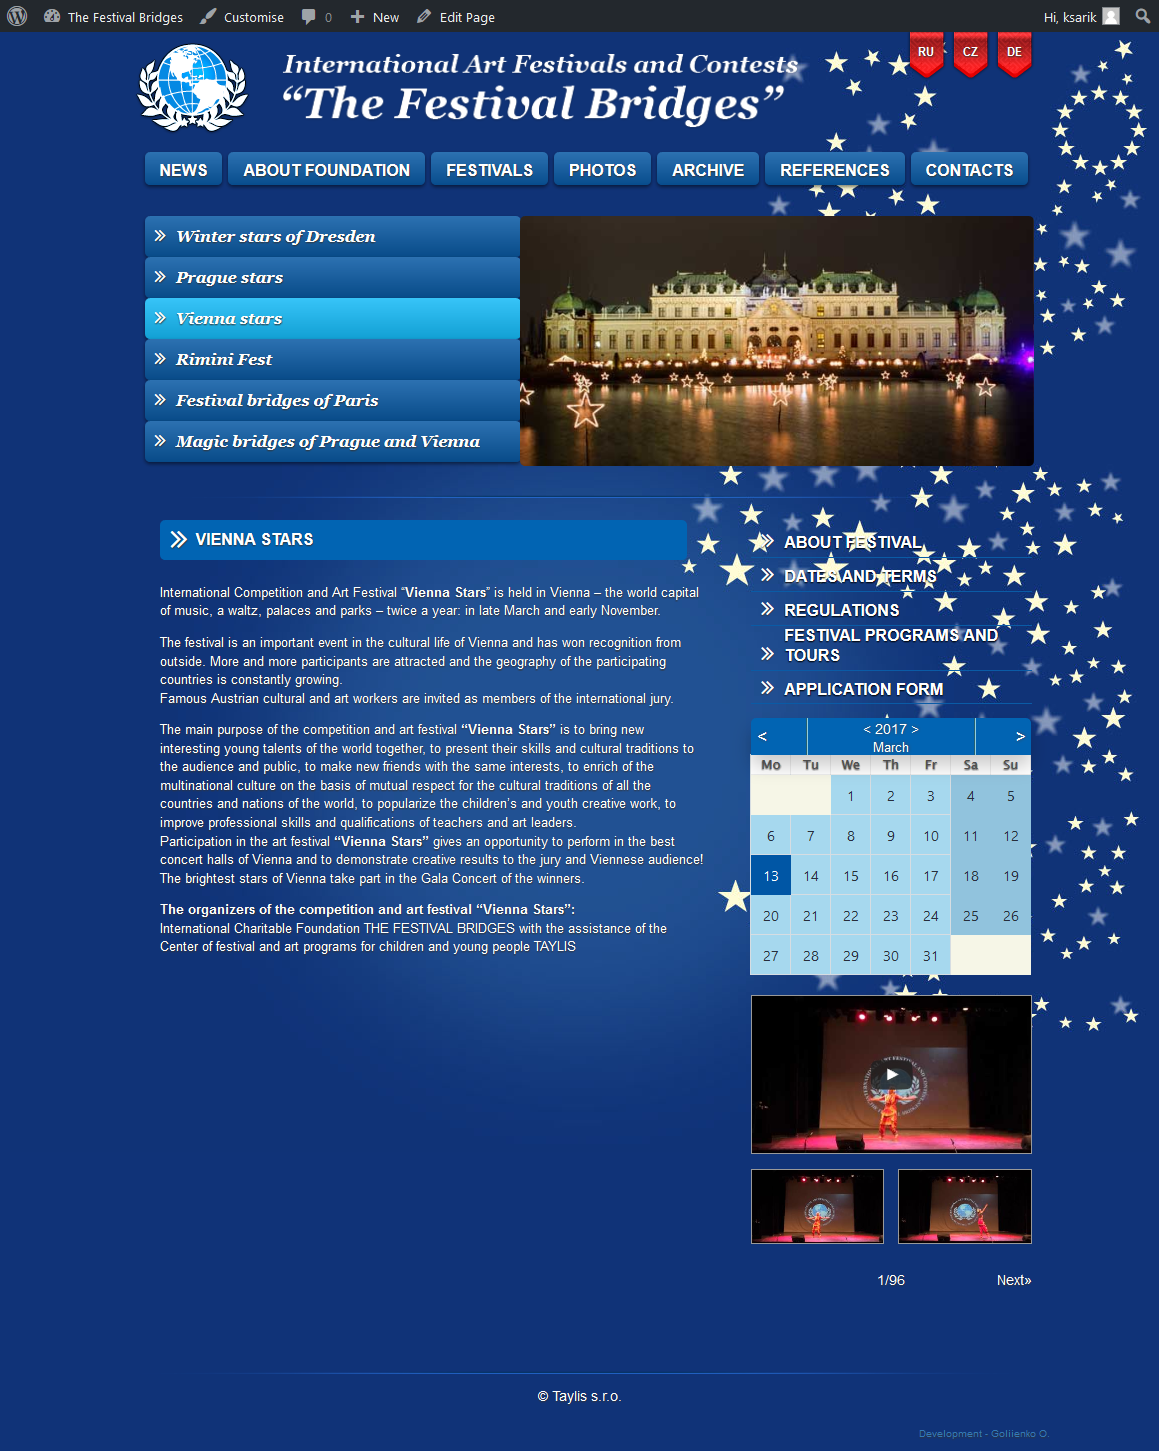 The Festival Bridges Customise 0 New Edit Page Hi, ksarik
RU CZ DE
International Art Festivals and Contests
“The Festival Bridges”
NEWS ABOUT FOUNDATION FESTIVALS PHOTOS ARCHIVE REFERENCES CONTACTS
Winter stars of Dresden
Prague stars
Vienna stars
Rimini Fest
Festival bridges of Paris
Magic bridges of Prague and Vienna
VIENNA STARS
International Competition and Art Festival “Vienna Stars” is held in Vienna – the world capital
of music, a waltz, palaces and parks – twice a year: in late March and early November.
The festival is an important event in the cultural life of Vienna and has won recognition from
outside. More and more participants are attracted and the geography of the participating
countries is constantly growing.
Famous Austrian cultural and art workers are invited as members of the international jury.
The main purpose of the competition and art festival “Vienna Stars” is to bring new
interesting young talents of the world together, to present their skills and cultural traditions to
the audience and public, to make new friends with the same interests, to enrich of the
multinational culture on the basis of mutual respect for the cultural traditions of all the
countries and nations of the world, to popularize the children’s and youth creative work, to
improve professional skills and qualifications of teachers and art leaders.
Participation in the art festival “Vienna Stars” gives an opportunity to perform in the best
concert halls of Vienna and to demonstrate creative results to the jury and Viennese audience!
The brightest stars of Vienna take part in the Gala Concert of the winners.
The organizers of the competition and art festival “Vienna Stars”:
International Charitable Foundation THE FESTIVAL BRIDGES with the assistance of the
Center of festival and art programs for children and young people TAYLIS
ABOUT FESTIVAL
DATES AND TERMS
REGULATIONS
FESTIVAL PROGRAMS AND
TOURS
APPLICATION FORM
< < 2017 > >
March
Mo Tu We Th Fr Sa Su
1 2 3 4 5
6 7 8 9 10 11 12
13 14 15 16 17 18 19
20 21 22 23 24 25 26
27 28 29 30 31
1/96 Next»
© Taylis s.r.o.
Development - Goliienko O.